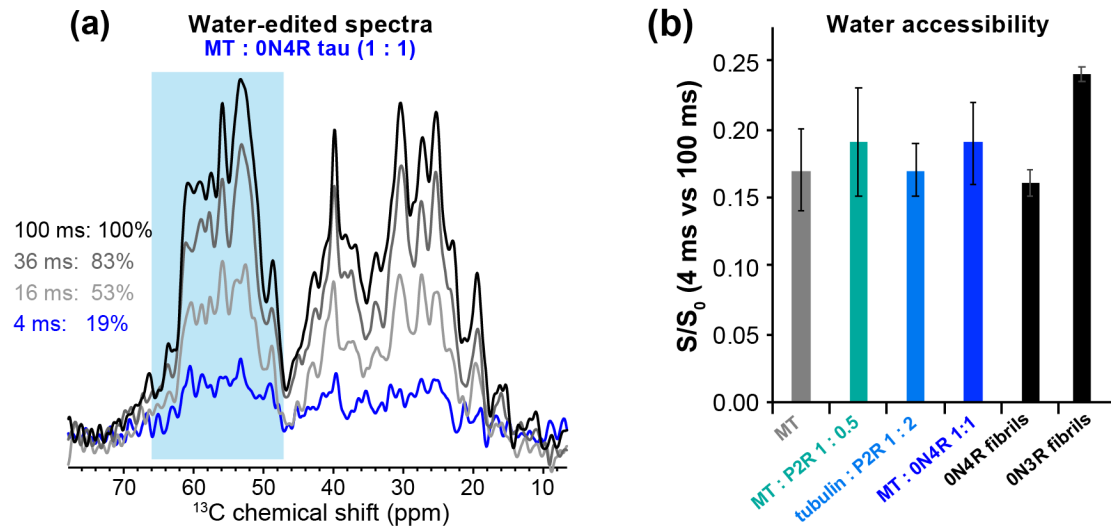 (a)
Water-edited spectra
MT : 0N4R tau (1 : 1)
100 ms: 100%
36 ms: 83%
16 ms: 53%
4 ms: 19%
70 60 50 40 30 20 10
¹³C chemical shift (ppm)
(b)
Water accessibility
S/S₀ (4 ms vs 100 ms)
0.25
0.20
0.15
0.10
0.05
0.00
MT
MT : P2R 1 : 0.5
tubulin : P2R 1 : 2
MT : 0N4R 1:1
0N4R fibrils
0N3R fibrils